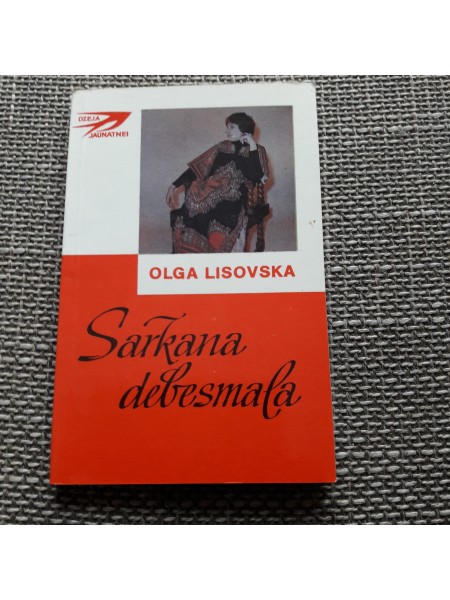 DZEJA
JAUNATNEI
OLGA LISOVSKA
Sarkana
debesmala